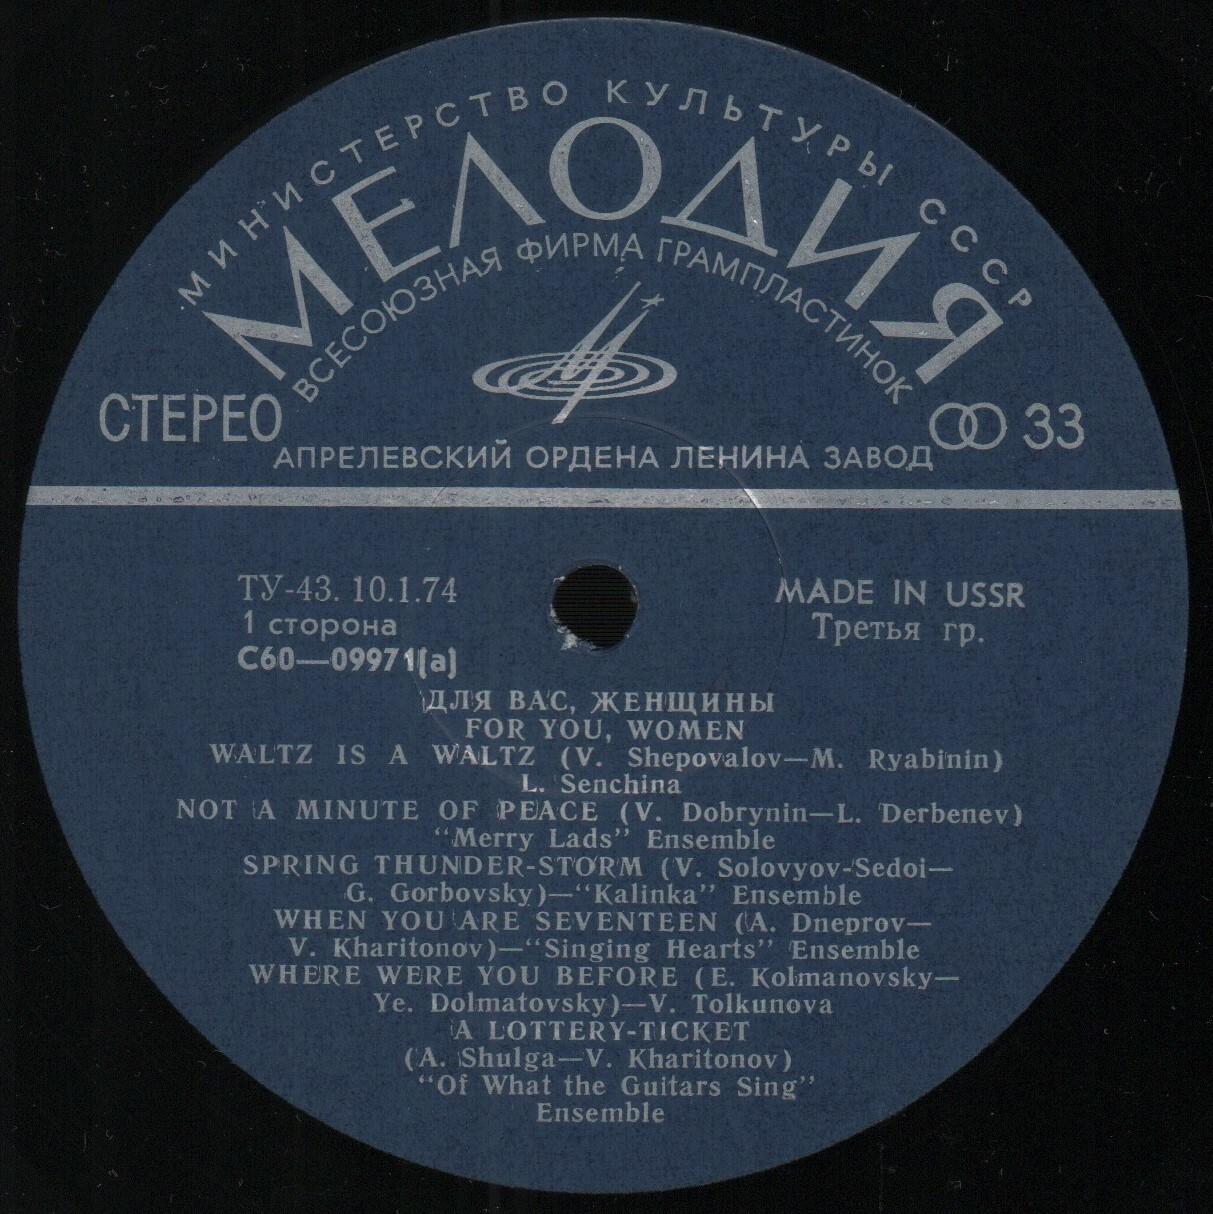 МИНИСТЕРСТВО КУЛЬТУРЫ СССР
МЕЛОДИЯ
ВСЕСОЮЗНАЯ ФИРМА ГРАМПЛАСТИНОК
СТЕРЕО
33
АПРЕЛЕВСКИЙ ОРДЕНА ЛЕНИНА ЗАВОД
ТУ-43. 10.1.74
MADE IN USSR
1 сторона
Третья гр.
С60—09971(а)
ДЛЯ ВАС, ЖЕНЩИНЫ
FOR YOU, WOMEN
WALTZ IS A WALTZ (V. Shepovalov—M. Ryabinin)
L. Senchina
NOT A MINUTE OF PEACE (V. Dobrynin—L. Derbenev)
“Merry Lads” Ensemble
SPRING THUNDER-STORM (V. Solovyov-Sedoi—
G. Gorbovsky)—“Kalinka” Ensemble
WHEN YOU ARE SEVENTEEN (A. Dneprov—
V. Kharitonov)—“Singing Hearts” Ensemble
WHERE WERE YOU BEFORE (E. Kolmanovsky—
Ye. Dolmatovsky)—V. Tolkunova
A LOTTERY-TICKET
(A. Shulga—V. Kharitonov)
“Of What the Guitars Sing”
Ensemble